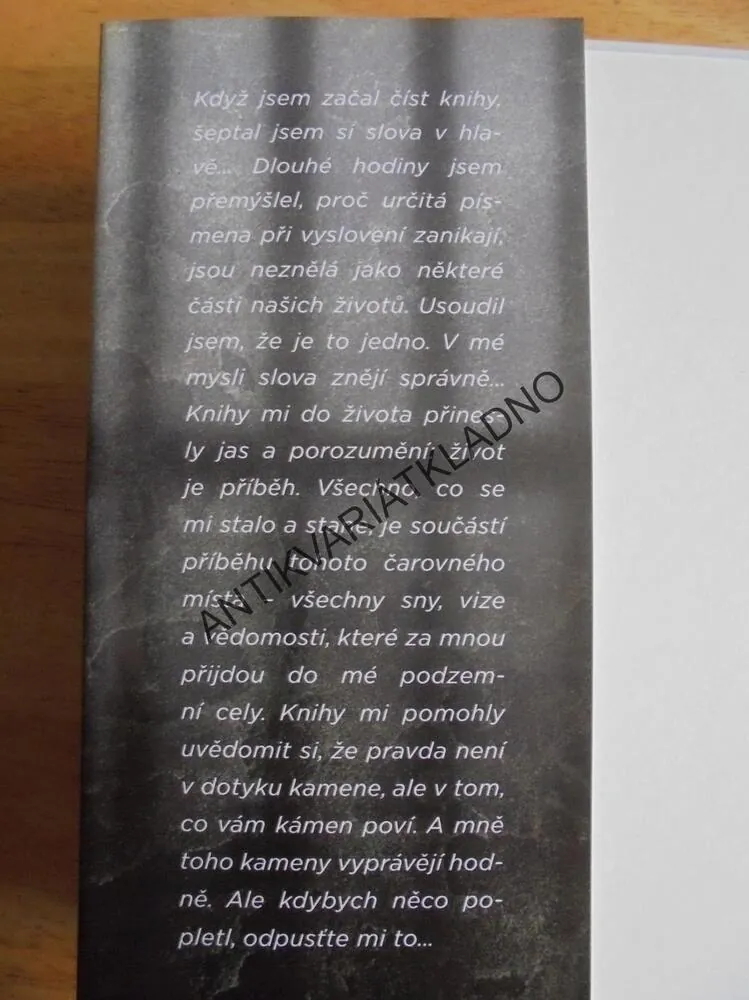 Když jsem začal číst knihy,
šeptal jsem si slova v hla-
vě... Dlouhé hodiny jsem
přemýšlel, proč určitá pís-
mena při vyslovení zanikají,
jsou neznělá jako některé
části našich životů. Usoudil
jsem, že je to jedno. V mé
mysli slova znějí správně...
Knihy mi do života přines-
ly jas a porozumění: život
je příběh. Všechno, co se
mi stalo a stane, je součástí
příběhu tohoto čarovného
místa - všechny sny, vize
a vědomosti, které za mnou
přijdou do mé podzem-
ní cely. Knihy mi pomohly
uvědomit si, že pravda není
v dotyku kamene, ale v tom,
co vám kámen poví. A mně
toho kameny vyprávějí hod-
ně. Ale kdybych něco po-
pletl, odpusťte mi to...
ANTIKVARIATKLADNO